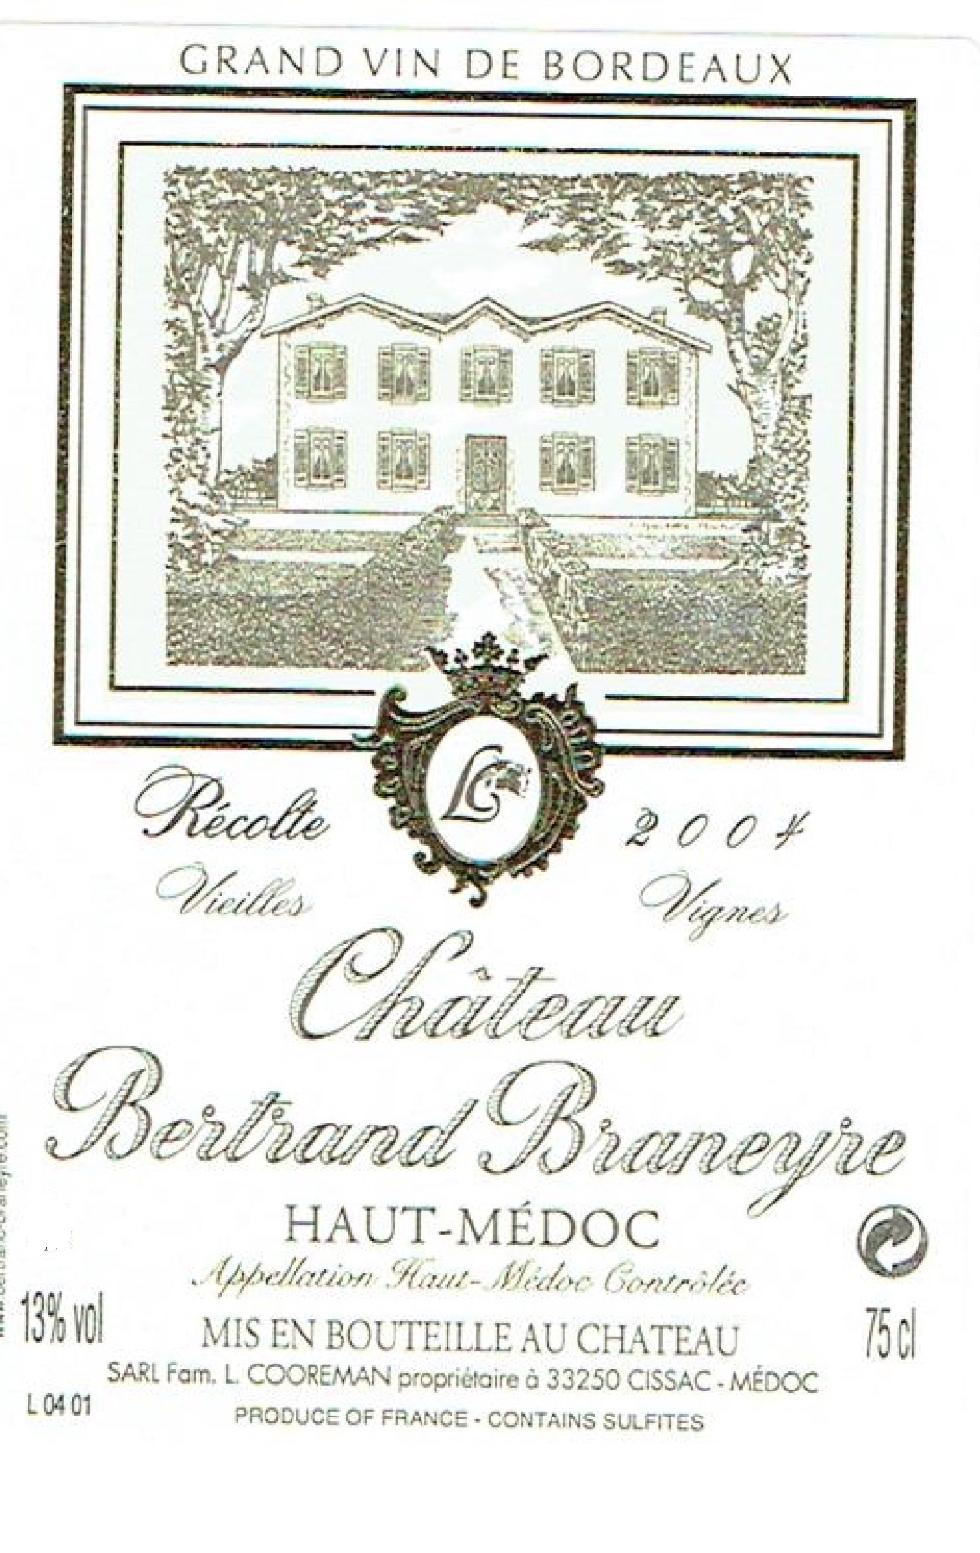 GRAND VIN DE BORDEAUX
LC
Récolte 2004
Vieilles Vignes
Château
Bertrand Braneyre
HAUT-MÉDOC
Appellation Haut-Médoc Contrôlée
13% vol
MIS EN BOUTEILLE AU CHATEAU
75 cl
SARL Fam. L. COOREMAN propriétaire à 33250 CISSAC - MÉDOC
L 04 01
PRODUCE OF FRANCE - CONTAINS SULFITES